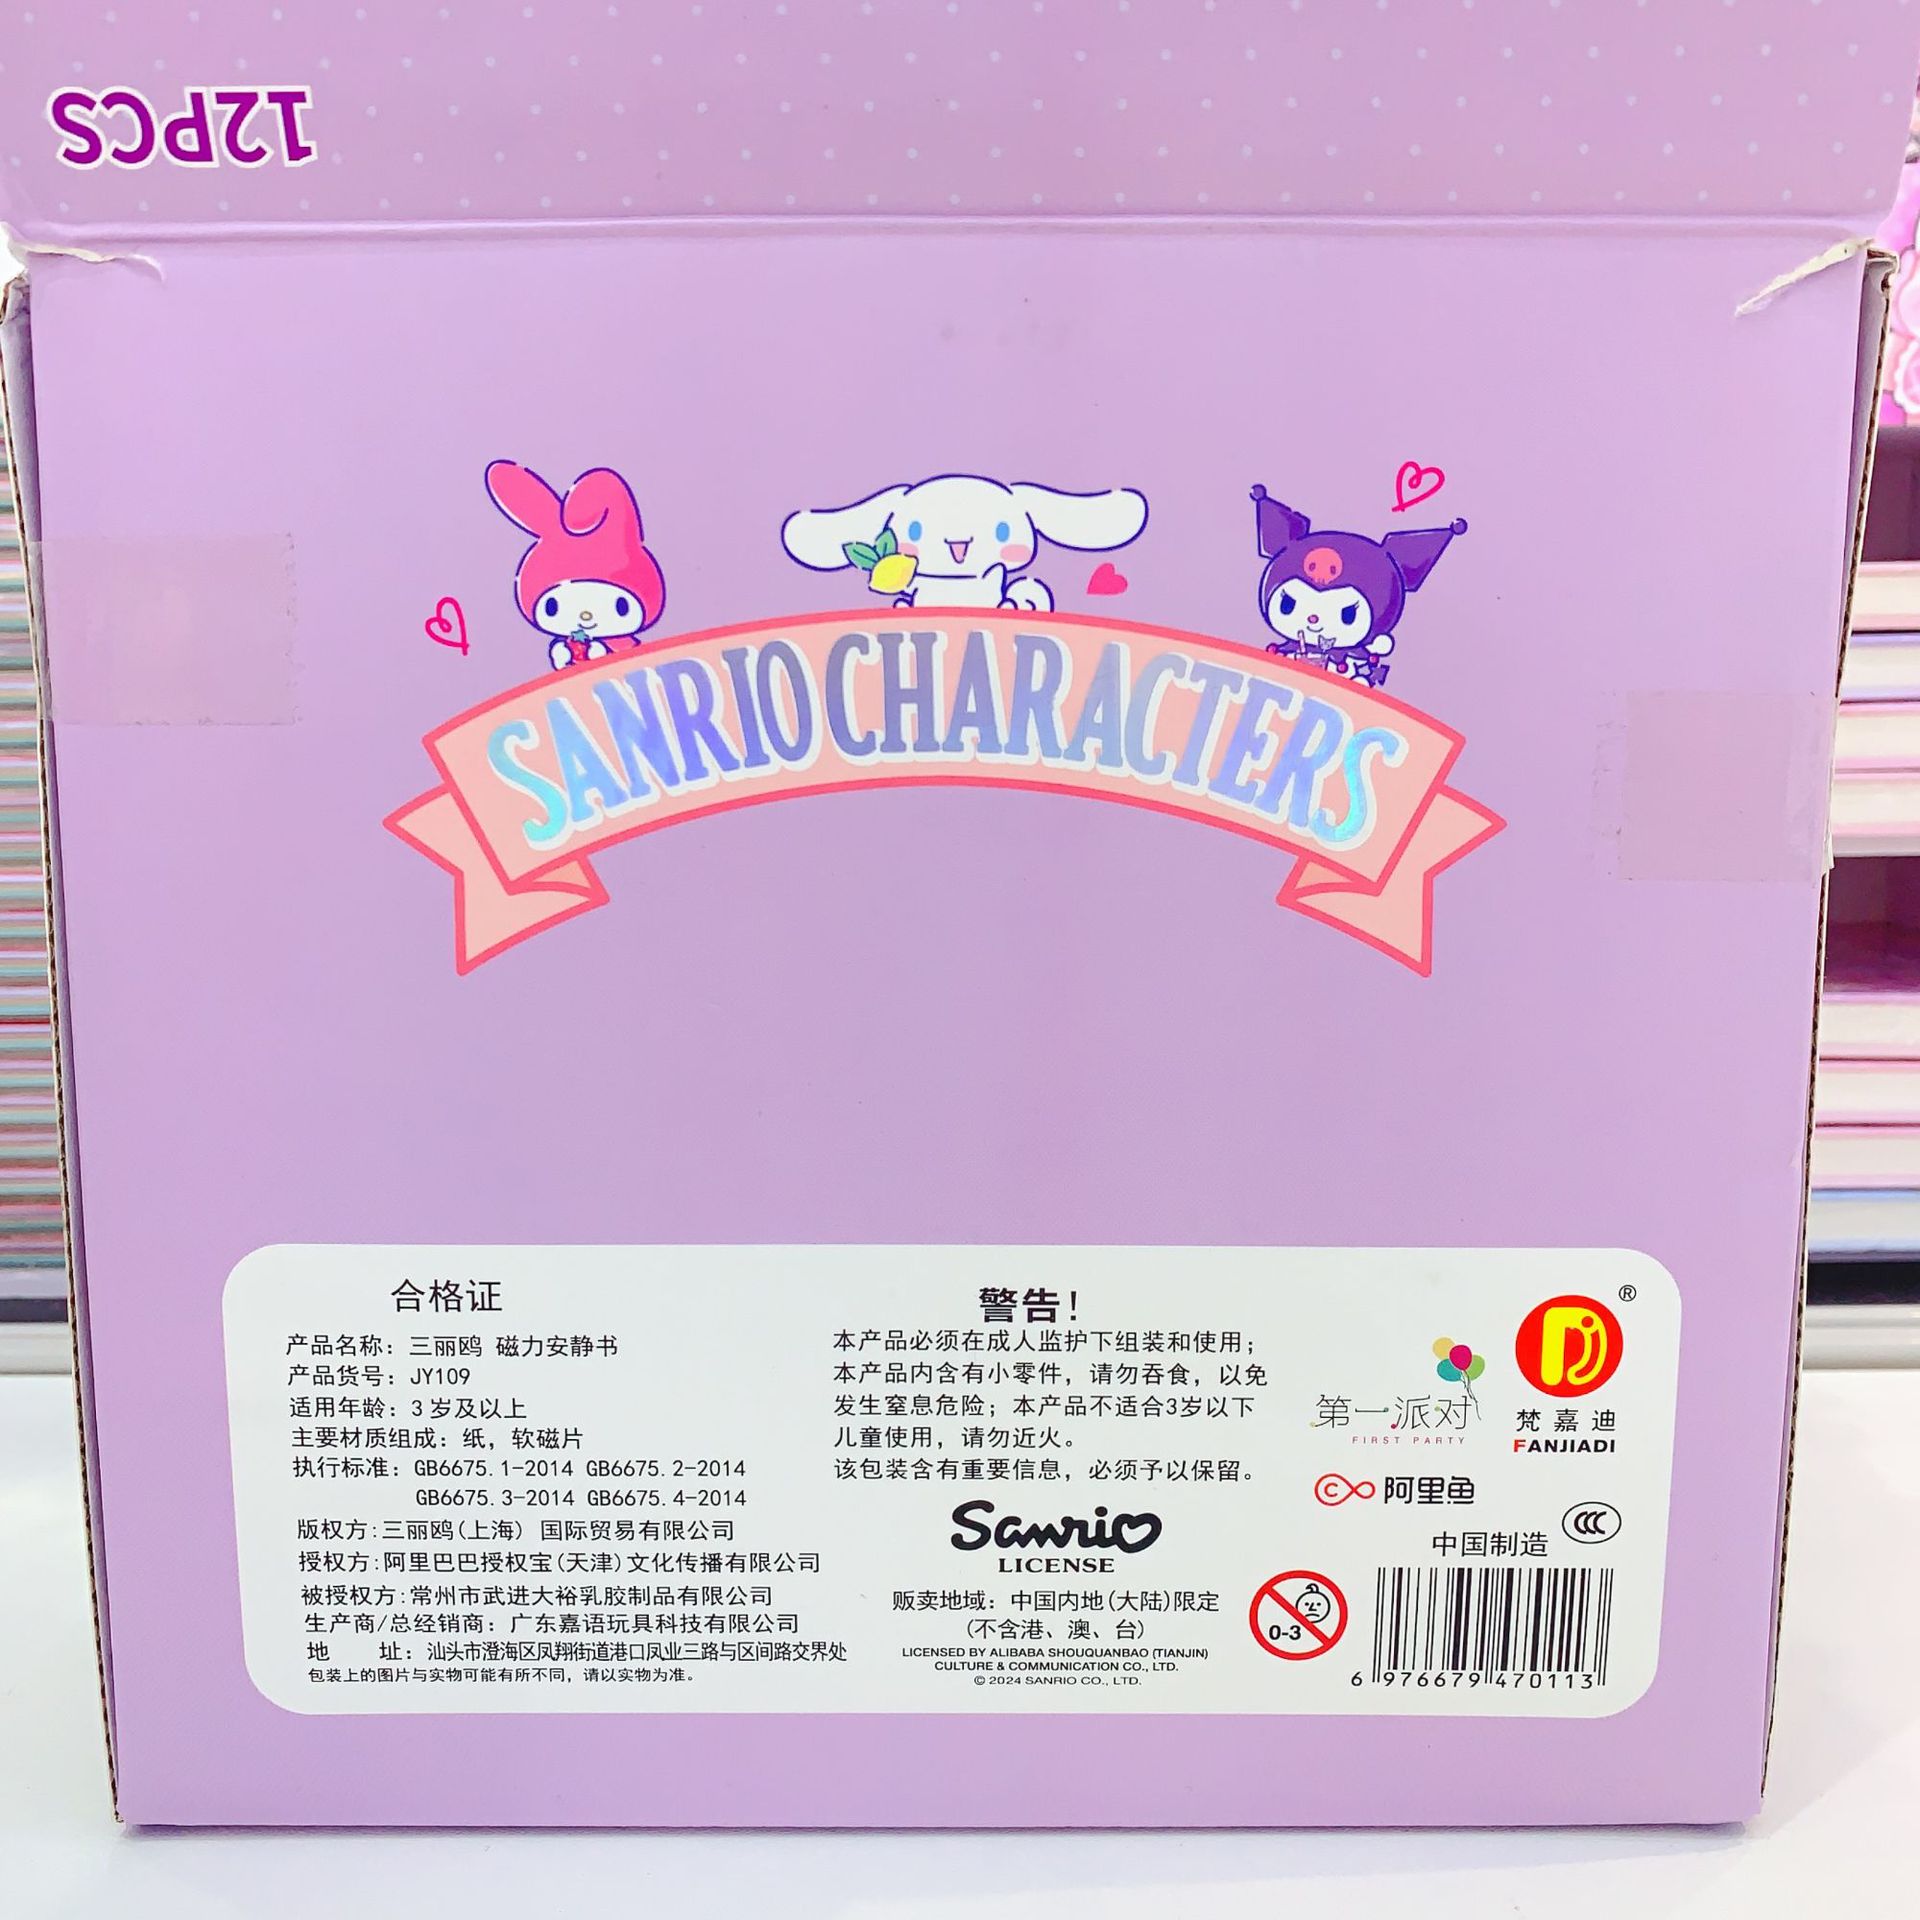 12PCS
SANRIO CHARACTERS
合格证
产品名称：三丽鸥 磁力安静书
产品货号：JY109
适用年龄：3岁及以上
主要材质组成：纸，软磁片
执行标准：GB6675.1-2014 GB6675.2-2014
GB6675.3-2014 GB6675.4-2014
版权方:三丽鸥(上海) 国际贸易有限公司
授权方:阿里巴巴授权宝(天津)文化传播有限公司
被授权方:常州市武进大裕乳胶制品有限公司
生产商/总经销商：广东嘉语玩具科技有限公司
地 址：汕头市澄海区凤翔街道港口凤业三路与区间路交界处
包装上的图片与实物可能有所不同，请以实物为准。
警告！
本产品必须在成人监护下组装和使用；
本产品内含有小零件，请勿吞食，以免
发生窒息危险；本产品不适合3岁以下
儿童使用，请勿近火。
该包装含有重要信息，必须予以保留。
Sanrio
LICENSE
贩卖地域：中国内地(大陆)限定
(不含港、澳、台)
LICENSED BY ALIBABA SHOUQUANBAO (TIANJIN)
CULTURE & COMMUNICATION CO., LTD.
© 2024 SANRIO CO., LTD.
第一派对
FIRST PARTY
®
梵嘉迪
FANJIADI
阿里鱼
中国制造
CCC
0-3
6 976679 470113